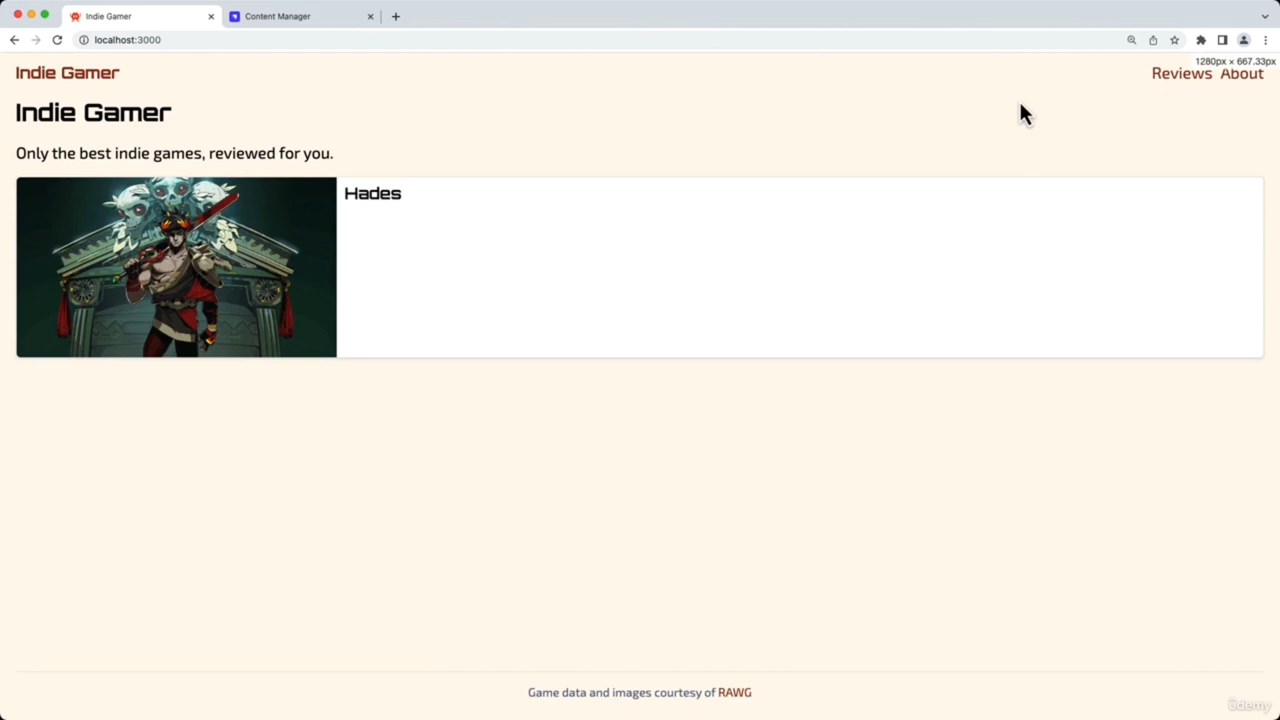 Indie Gamer
Content Manager
localhost:3000
1280px × 667.33px
Indie Gamer
Reviews About
Indie Gamer
Only the best indie games, reviewed for you.
Hades
Game data and images courtesy of RAWG
ûdemy